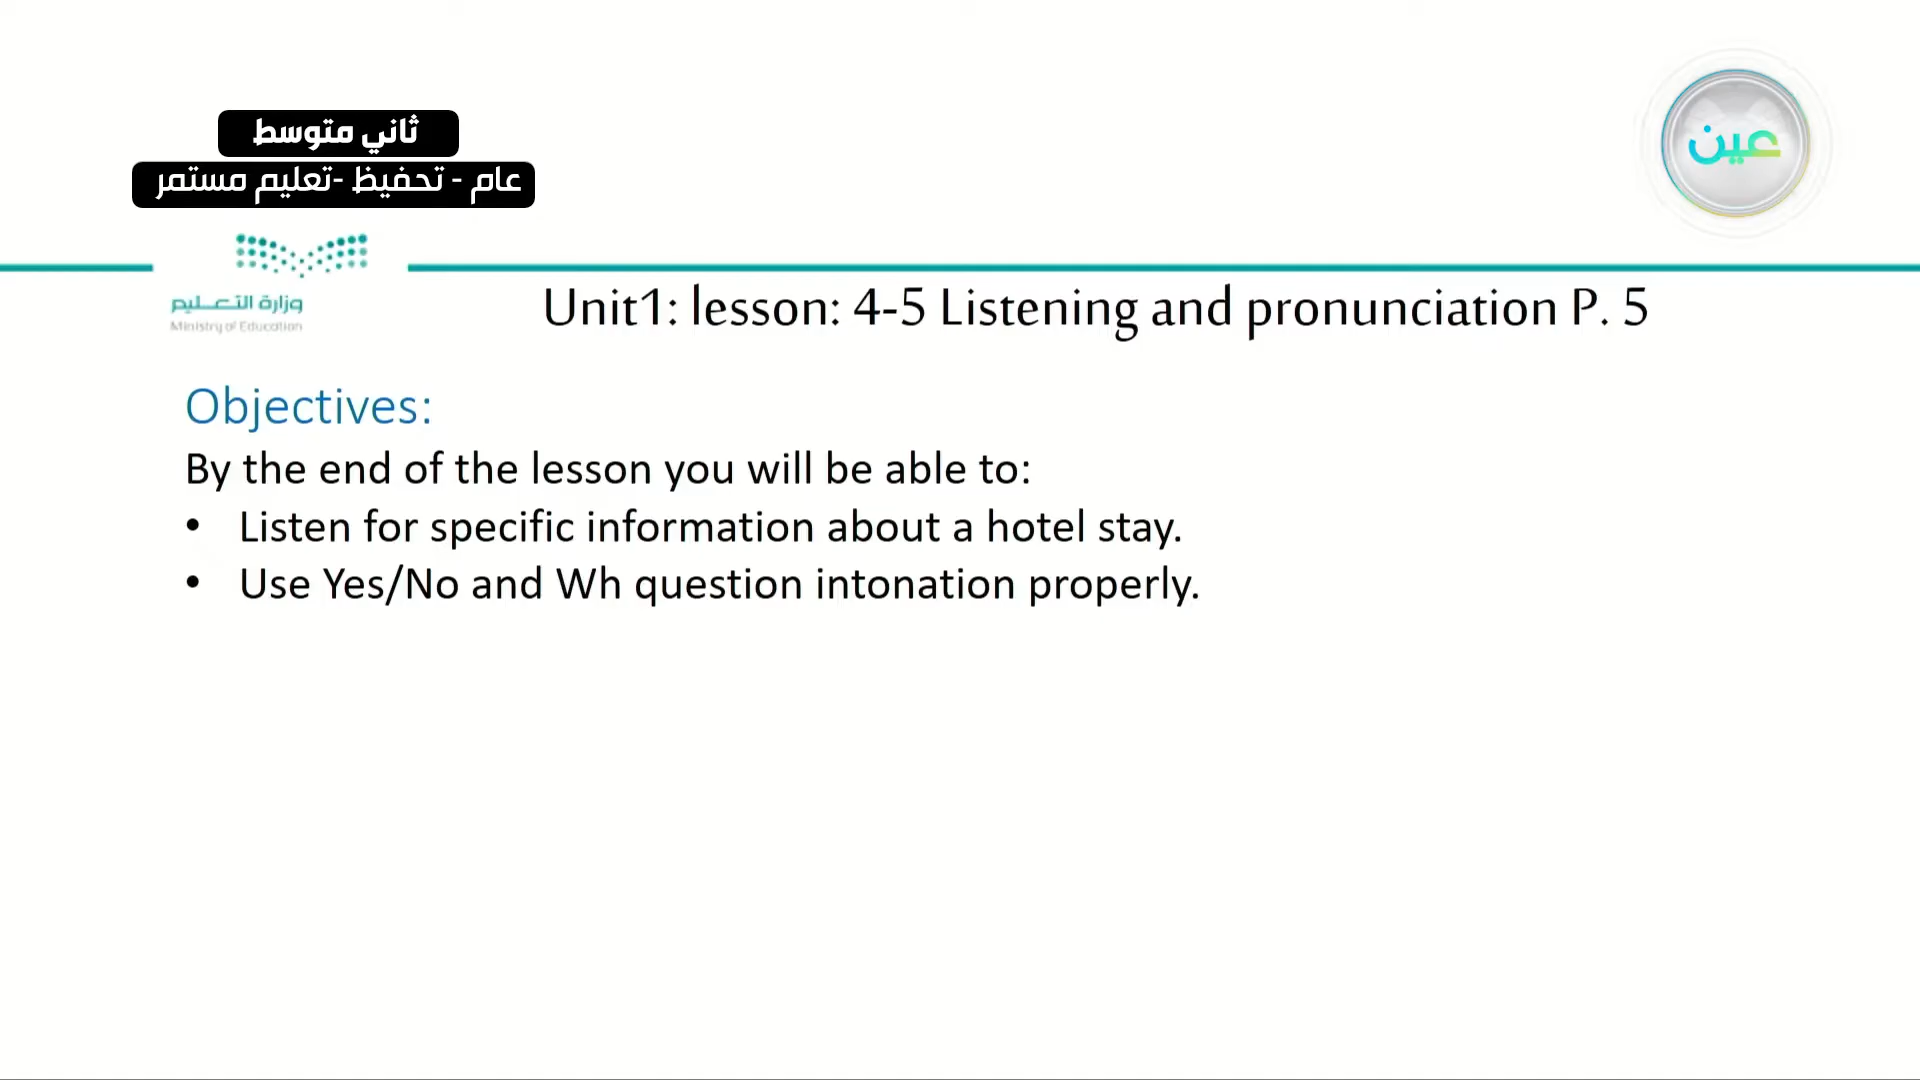 ثاني متوسط
عام - تحفيظ -تعليم مستمر
عين
وزارة التعـــليم
Ministry of Education
Unit1: lesson: 4-5 Listening and pronunciation P. 5
Objectives:
By the end of the lesson you will be able to:
• Listen for specific information about a hotel stay.
• Use Yes/No and Wh question intonation properly.